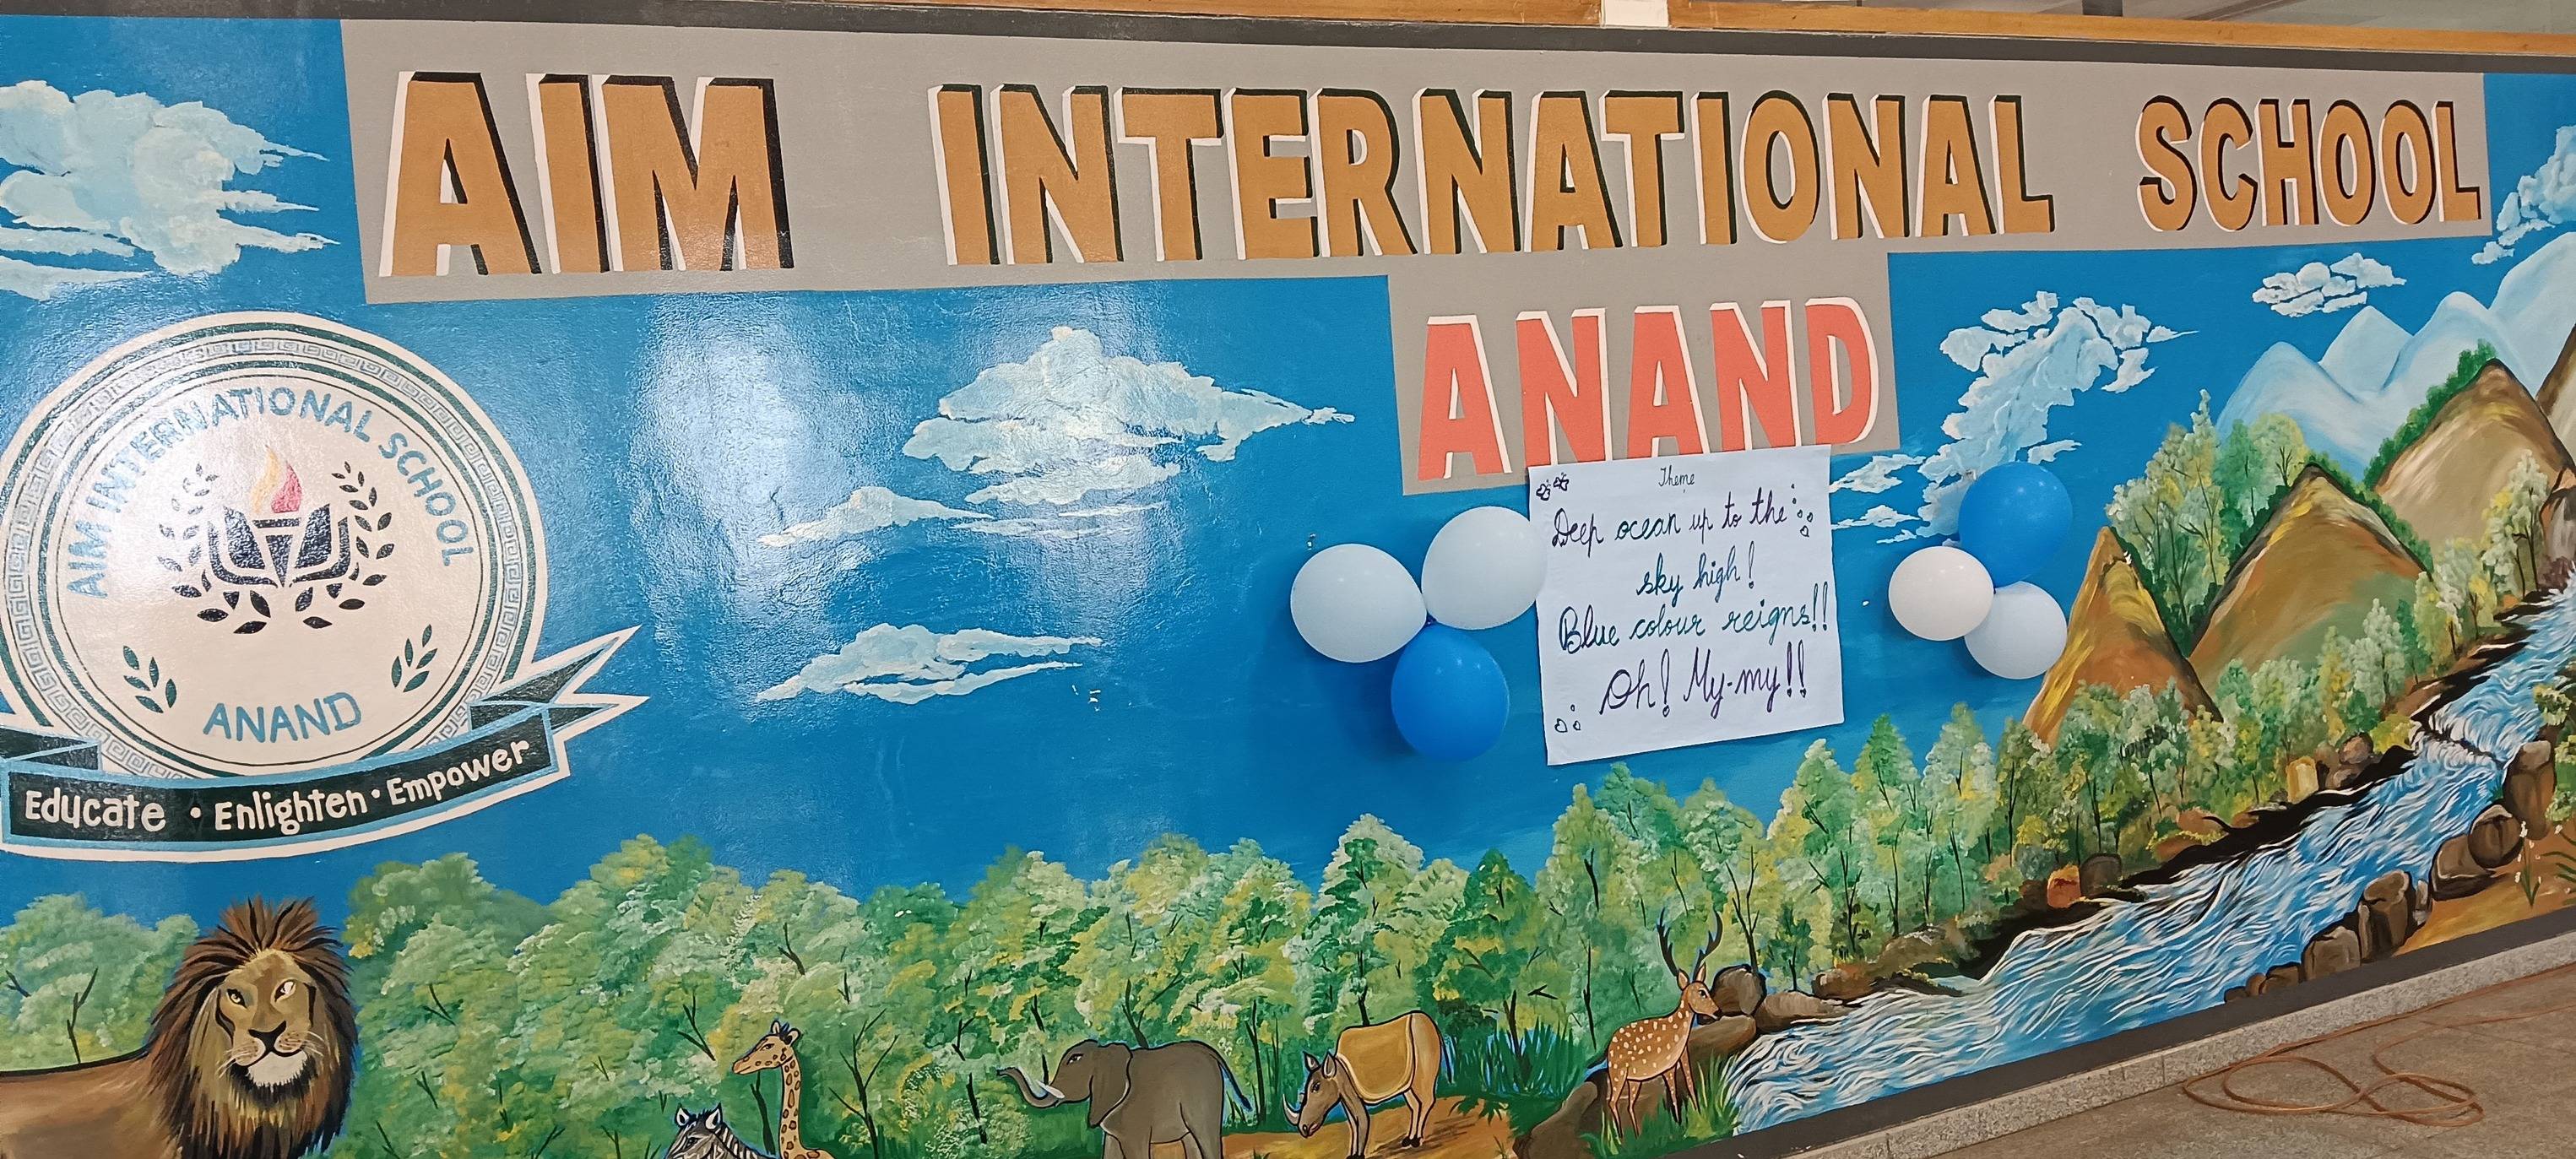 AIM INTERNATIONAL SCHOOL
ANAND
AIM INTERNATIONAL SCHOOL
ANAND
Educate • Enlighten • Empower
Theme
Deep ocean up to the
sky high!
Blue colour reigns!!
Oh! My-my!!